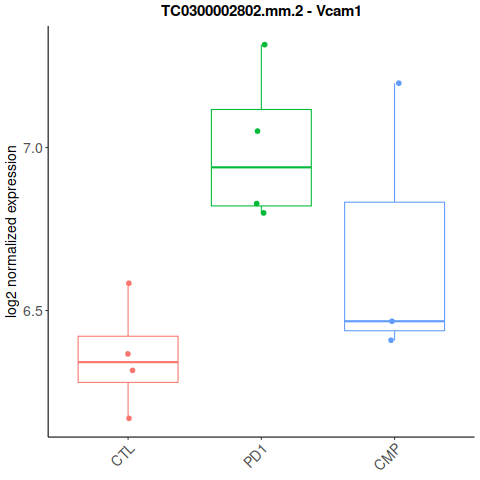 TC0300002802.mm.2 - Vcam1
log2 normalized expression
7.0
6.5
CTL
PD1
CMP